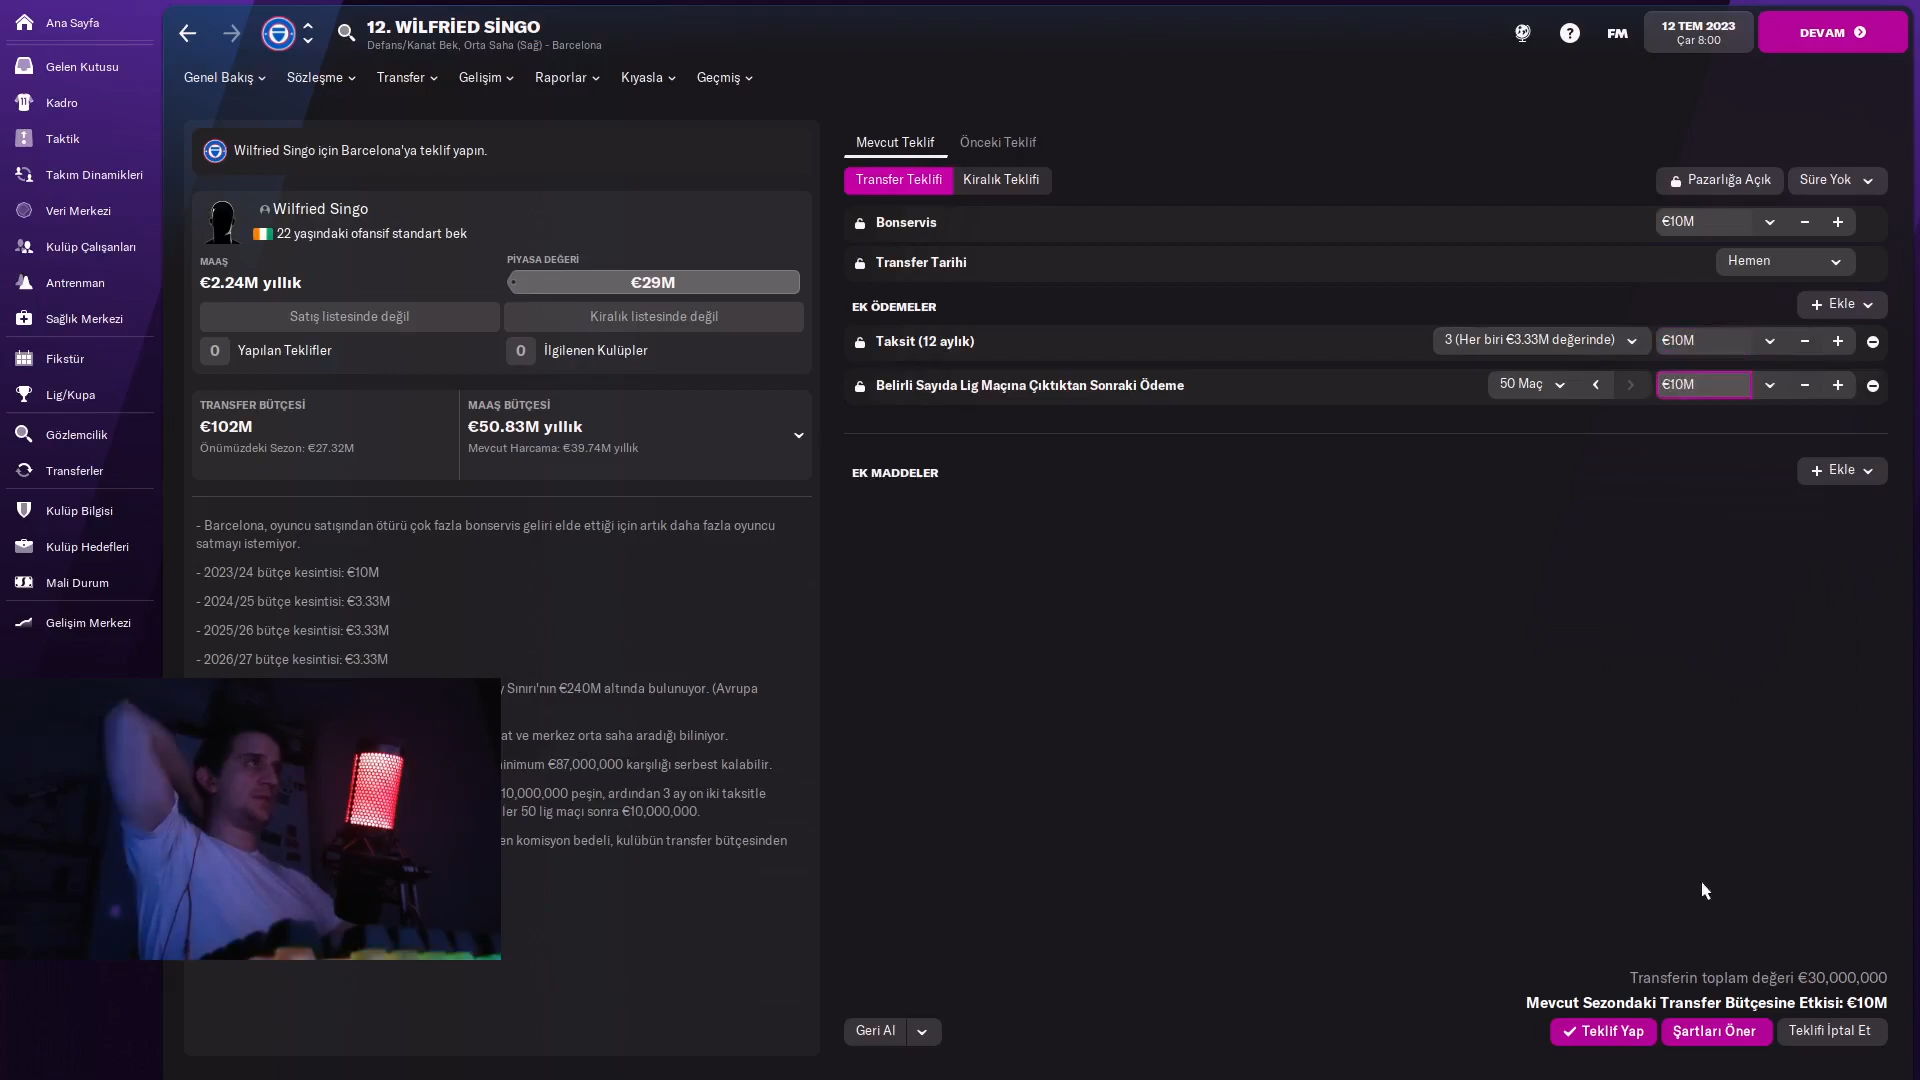 Ana Sayfa
Gelen Kutusu
Kadro
Taktik
Takım Dinamikleri
Veri Merkezi
Kulüp Çalışanları
Antrenman
Sağlık Merkezi
Fikstür
Lig/Kupa
Gözlemcilik
Transferler
Kulüp Bilgisi
Kulüp Hedefleri
Mali Durum
Gelişim Merkezi
12. WİLFRİED SİNGO
Defans/Kanat Bek, Orta Saha (Sağ) - Barcelona
FM
12 TEM 2023
Çar 8:00
DEVAM
Genel Bakış Sözleşme Transfer Gelişim Raporlar Kıyasla Geçmiş
Wilfried Singo için Barcelona'ya teklif yapın.
Wilfried Singo
22 yaşındaki ofansif standart bek
MAAŞ
€2.24M yıllık
PİYASA DEĞERİ
€29M
Satış listesinde değil
Kiralık listesinde değil
0 Yapılan Teklifler
0 İlgilenen Kulüpler
TRANSFER BÜTÇESİ
€102M
Önümüzdeki Sezon: €27.32M
MAAŞ BÜTÇESİ
€50.83M yıllık
Mevcut Harcama: €39.74M yıllık
- Barcelona, oyuncu satışından ötürü çok fazla bonservis geliri elde ettiği için artık daha fazla oyuncu
satmayı istemiyor.
- 2023/24 bütçe kesintisi: €10M
- 2024/25 bütçe kesintisi: €3.33M
- 2025/26 bütçe kesintisi: €3.33M
- 2026/27 bütçe kesintisi: €3.33M
Sınırı'nın €240M altında bulunuyor. (Avrupa
at ve merkez orta saha aradığı biliniyor.
inimum €87,000,000 karşılığı serbest kalabilir.
10,000,000 peşin, ardından 3 ay on iki taksitle
ler 50 lig maçı sonra €10,000,000.
en komisyon bedeli, kulübün transfer bütçesinden
Mevcut Teklif Önceki Teklif
Transfer Teklifi Kiralık Teklifi
Pazarlığa Açık Süre Yok
Bonservis €10M
Transfer Tarihi Hemen
EK ÖDEMELER Ekle
Taksit (12 aylık) 3 (Her biri €3.33M değerinde) €10M
Belirli Sayıda Lig Maçına Çıktıktan Sonraki Ödeme 50 Maç €10M
EK MADDELER Ekle
Transferin toplam değeri €30,000,000
Mevcut Sezondaki Transfer Bütçesine Etkisi: €10M
Geri Al
Teklif Yap Şartları Öner Teklifi İptal Et